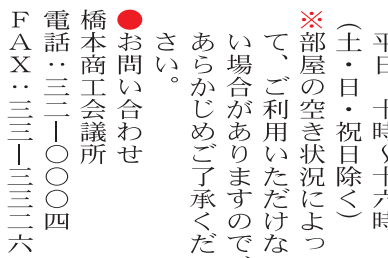 平日　十時～十六時
（土・日・祝日除く）
※部屋の空き状況によっ
て、ご利用いただけな
い場合がありますので、
あらかじめご了承くだ
さい。
●お問い合わせ
橋本商工会議所
電話：三二ー〇〇〇四
ＦＡＸ：三三ー三三二六